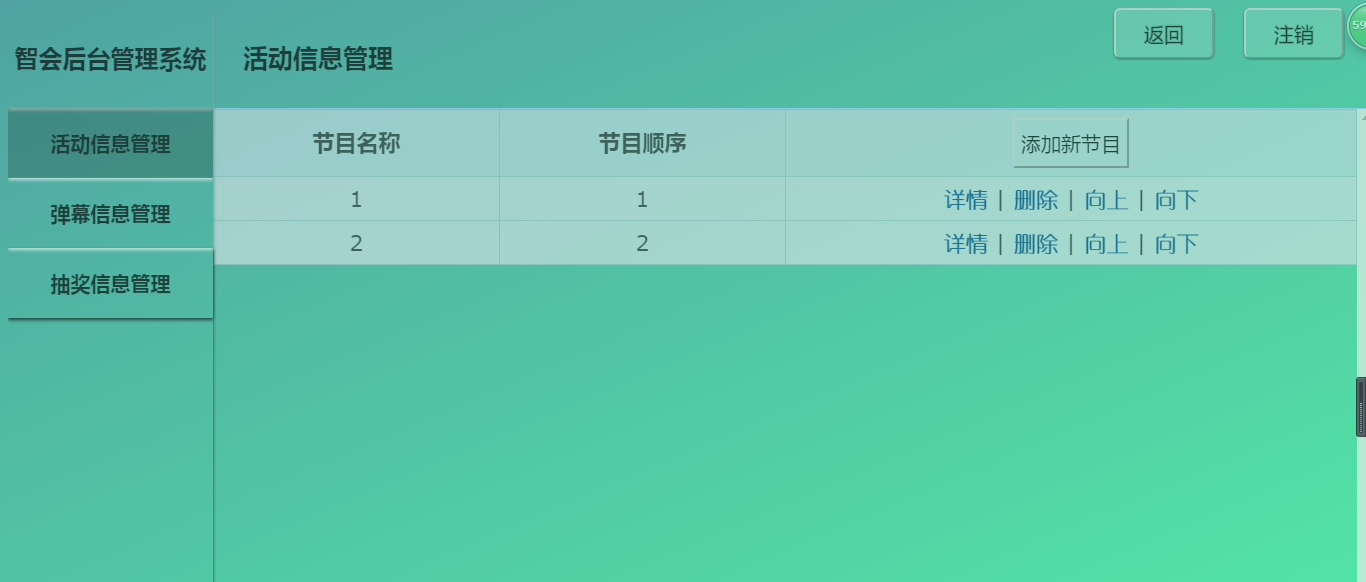 智会后台管理系统
活动信息管理
返回
注销
59
活动信息管理
弹幕信息管理
抽奖信息管理
节目名称 节目顺序 添加新节目
1 1 详情 | 删除 | 向上 | 向下
2 2 详情 | 删除 | 向上 | 向下